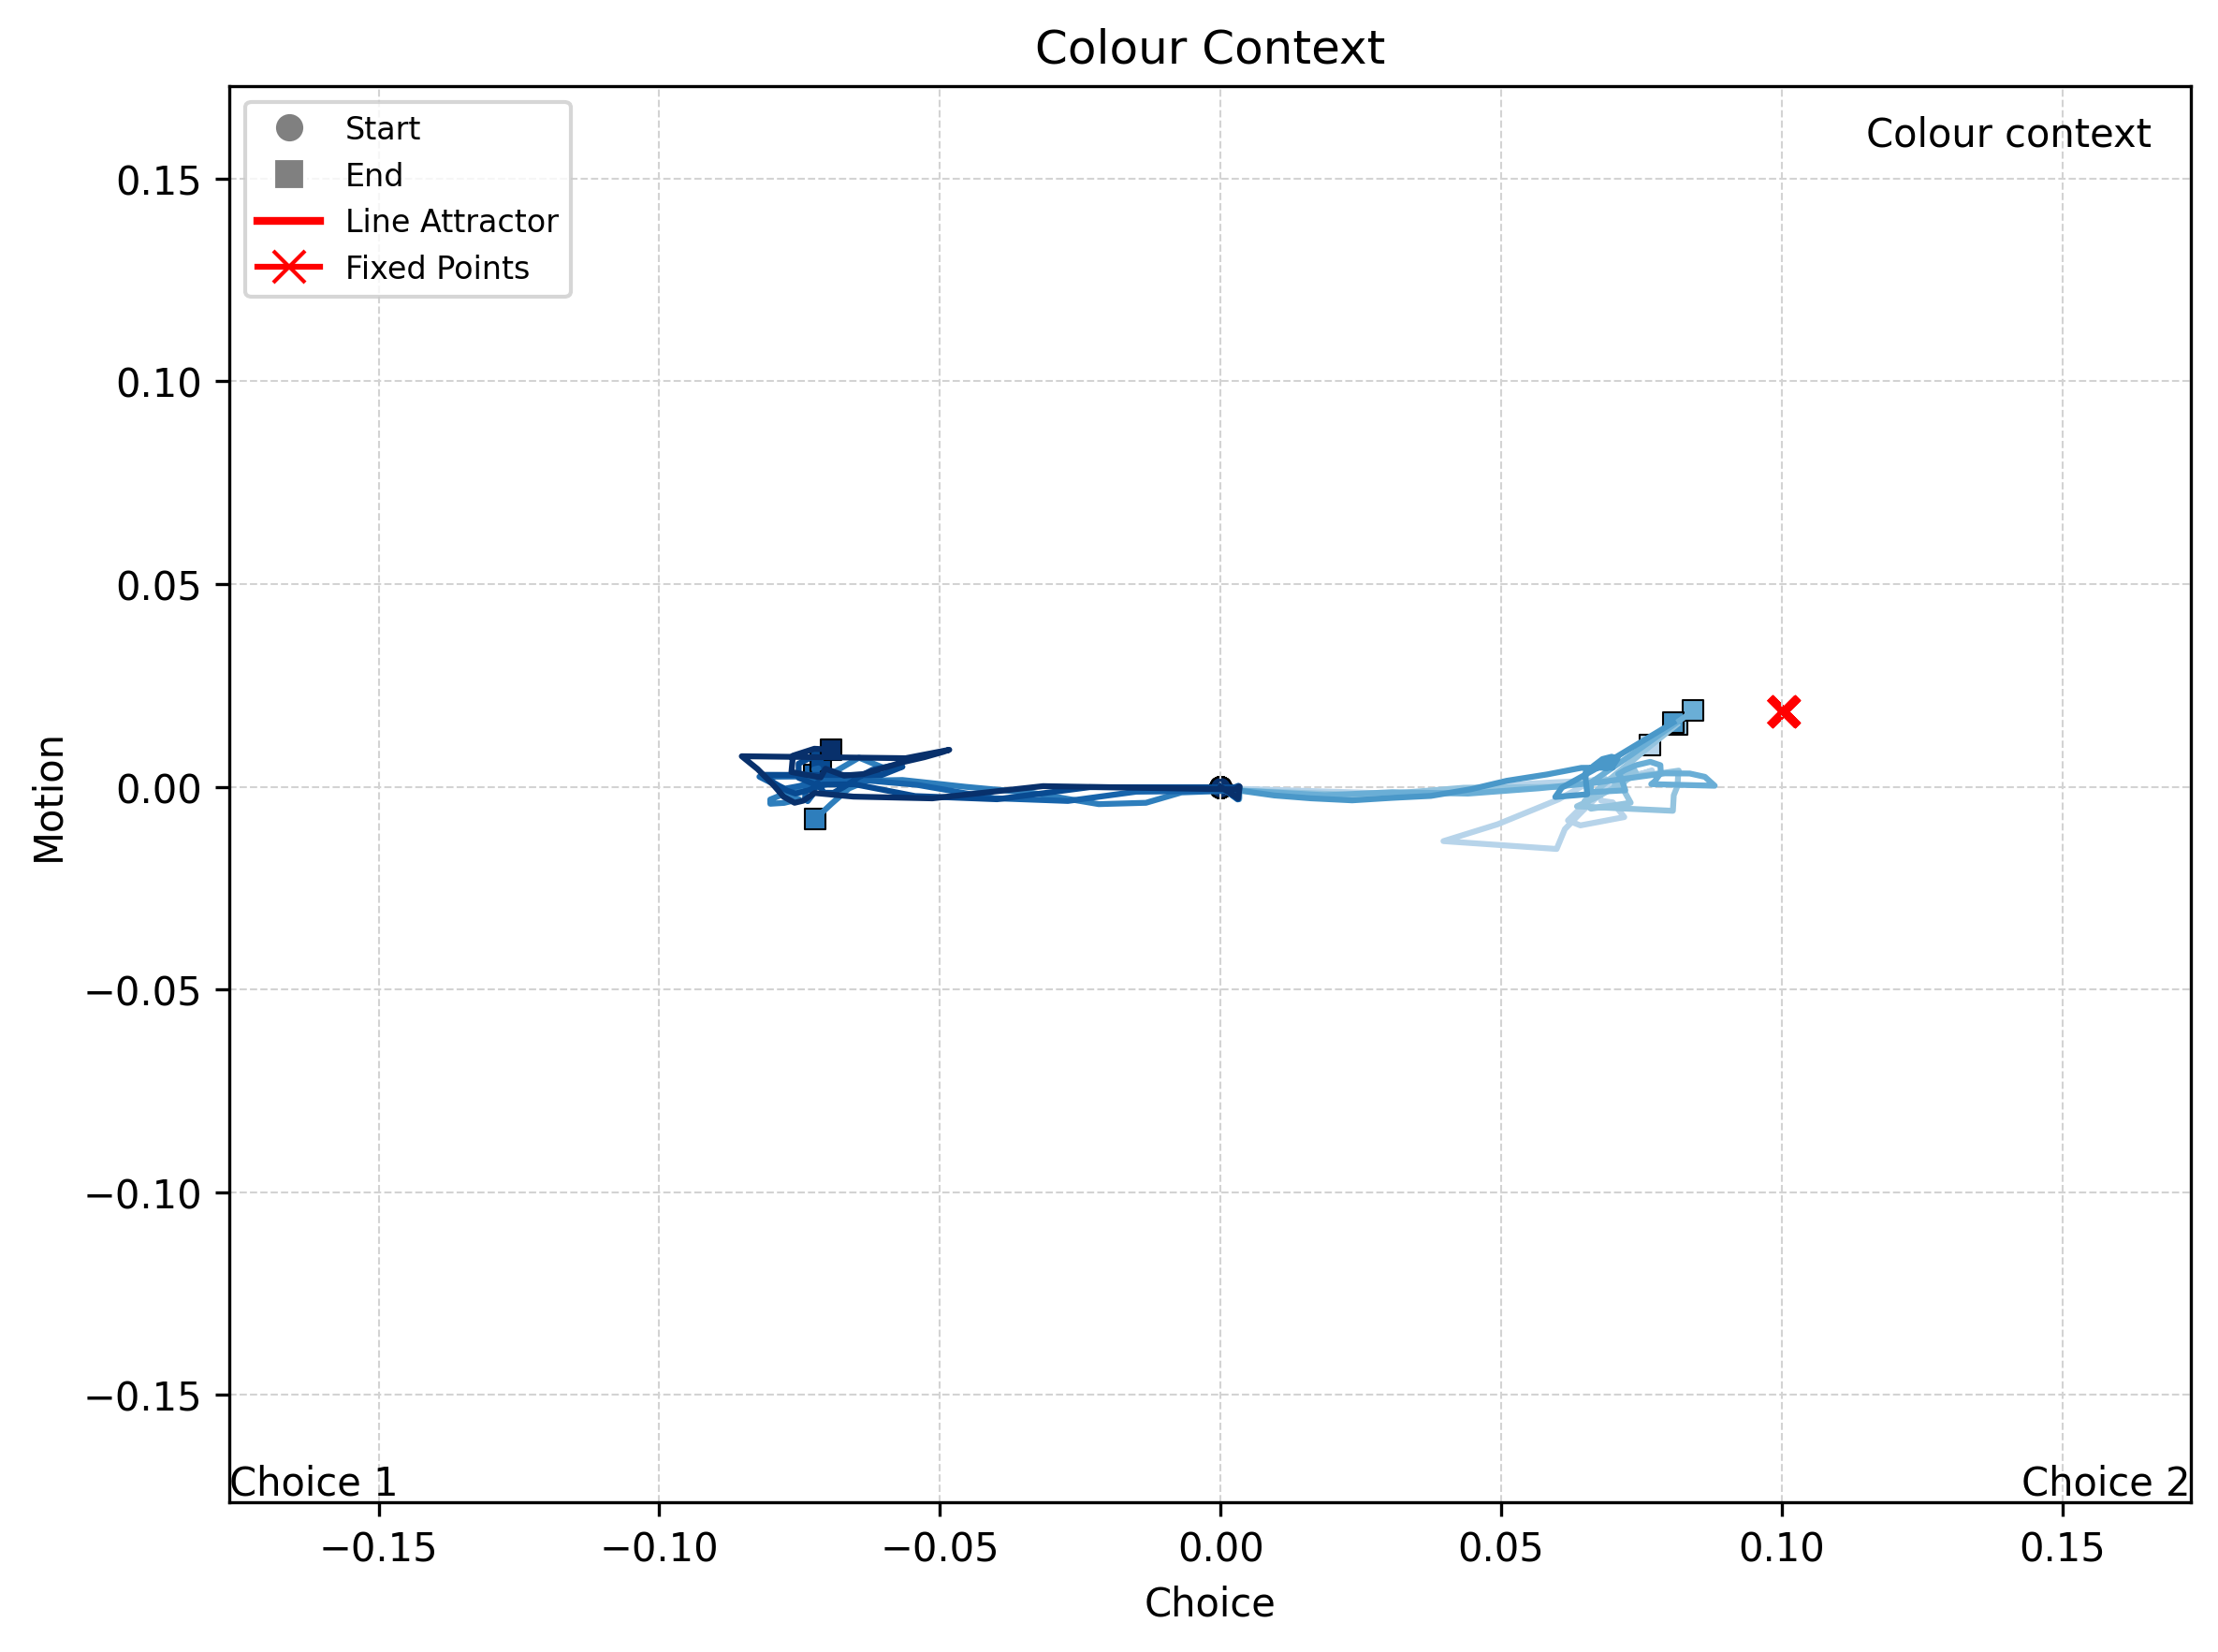 Colour Context
Start
End
Line Attractor
Fixed Points
Colour context
0.15
0.10
0.05
0.00
−0.05
−0.10
−0.15
Motion
Choice 1
Choice 2
−0.15
−0.10
−0.05
0.00
0.05
0.10
0.15
Choice